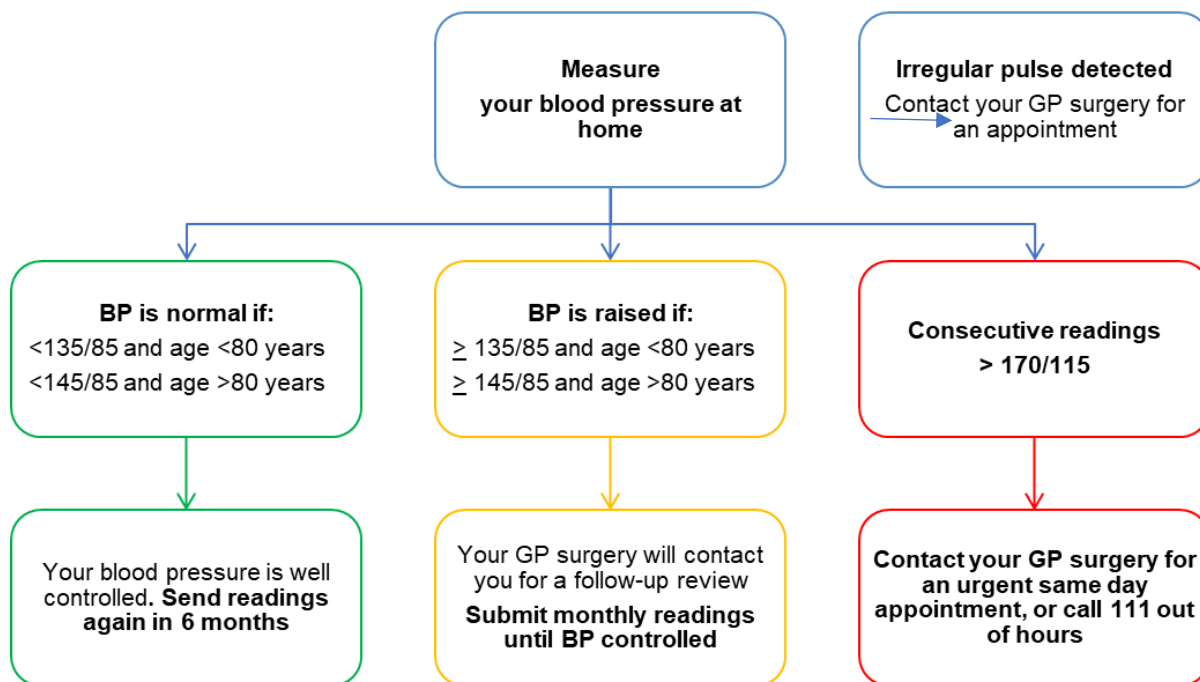 Measure
your blood pressure at
home
Irregular pulse detected
Contact your GP surgery for
an appointment
BP is normal if:
<135/85 and age <80 years
<145/85 and age >80 years
BP is raised if:
≥ 135/85 and age <80 years
≥ 145/85 and age >80 years
Consecutive readings
> 170/115
Your blood pressure is well
controlled. Send readings
again in 6 months
Your GP surgery will contact
you for a follow-up review
Submit monthly readings
until BP controlled
Contact your GP surgery for
an urgent same day
appointment, or call 111 out
of hours